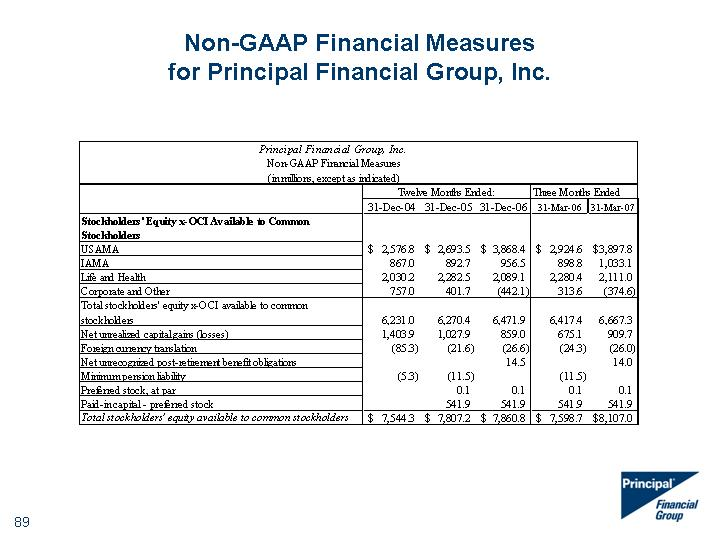 Non-GAAP Financial Measures
for Principal Financial Group, Inc.
Principal Financial Group, Inc.
Non-GAAP Financial Measures
(in millions, except as indicated)
Twelve Months Ended: Three Months Ended
31-Dec-04 31-Dec-05 31-Dec-06 31-Mar-06 31-Mar-07
Stockholders' Equity x-OCI Available to Common
Stockholders
USAMA $ 2,576.8 $ 2,693.5 $ 3,868.4 $ 2,924.6 $3,897.8
IAMA 867.0 892.7 956.5 898.8 1,033.1
Life and Health 2,030.2 2,282.5 2,089.1 2,280.4 2,111.0
Corporate and Other 757.0 401.7 (442.1) 313.6 (374.6)
Total stockholders' equity x-OCI available to common
stockholders 6,231.0 6,270.4 6,471.9 6,417.4 6,667.3
Net unrealized capital gains (losses) 1,403.9 1,027.9 859.0 675.1 909.7
Foreign currency translation (85.3) (21.6) (26.6) (24.3) (26.0)
Net unrecognized post-retirement benefit obligations 14.5 14.0
Minimum pension liability (5.3) (11.5) (11.5)
Preferred stock, at par 0.1 0.1 0.1 0.1
Paid-in capital - preferred stock 541.9 541.9 541.9 541.9
Total stockholders' equity available to common stockholders $ 7,544.3 $ 7,807.2 $ 7,860.8 $ 7,598.7 $8,107.0
Principal
Financial
Group
89